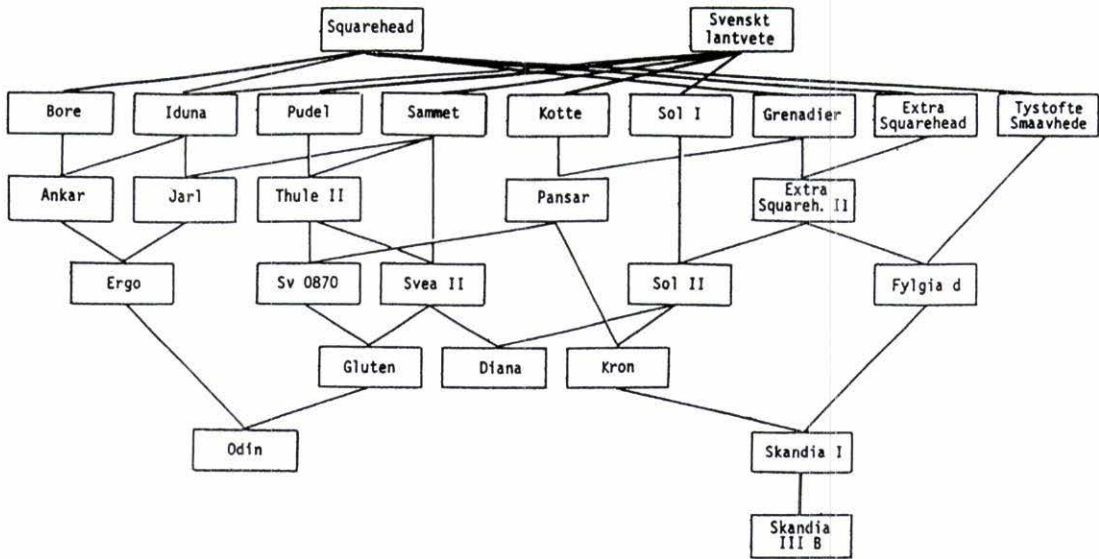 Squarehead
Svenskt
lantvete
Bore
Iduna
Pudel
Sammet
Kotte
Sol I
Grenadier
Extra
Squarehead
Tystofte
Smaavhede
Ankar
Jarl
Thule II
Pansar
Extra
Squareh. II
Ergo
Sv 0870
Svea II
Sol II
Fylgia d
Gluten
Diana
Kron
Odin
Skandia I
Skandia
III B